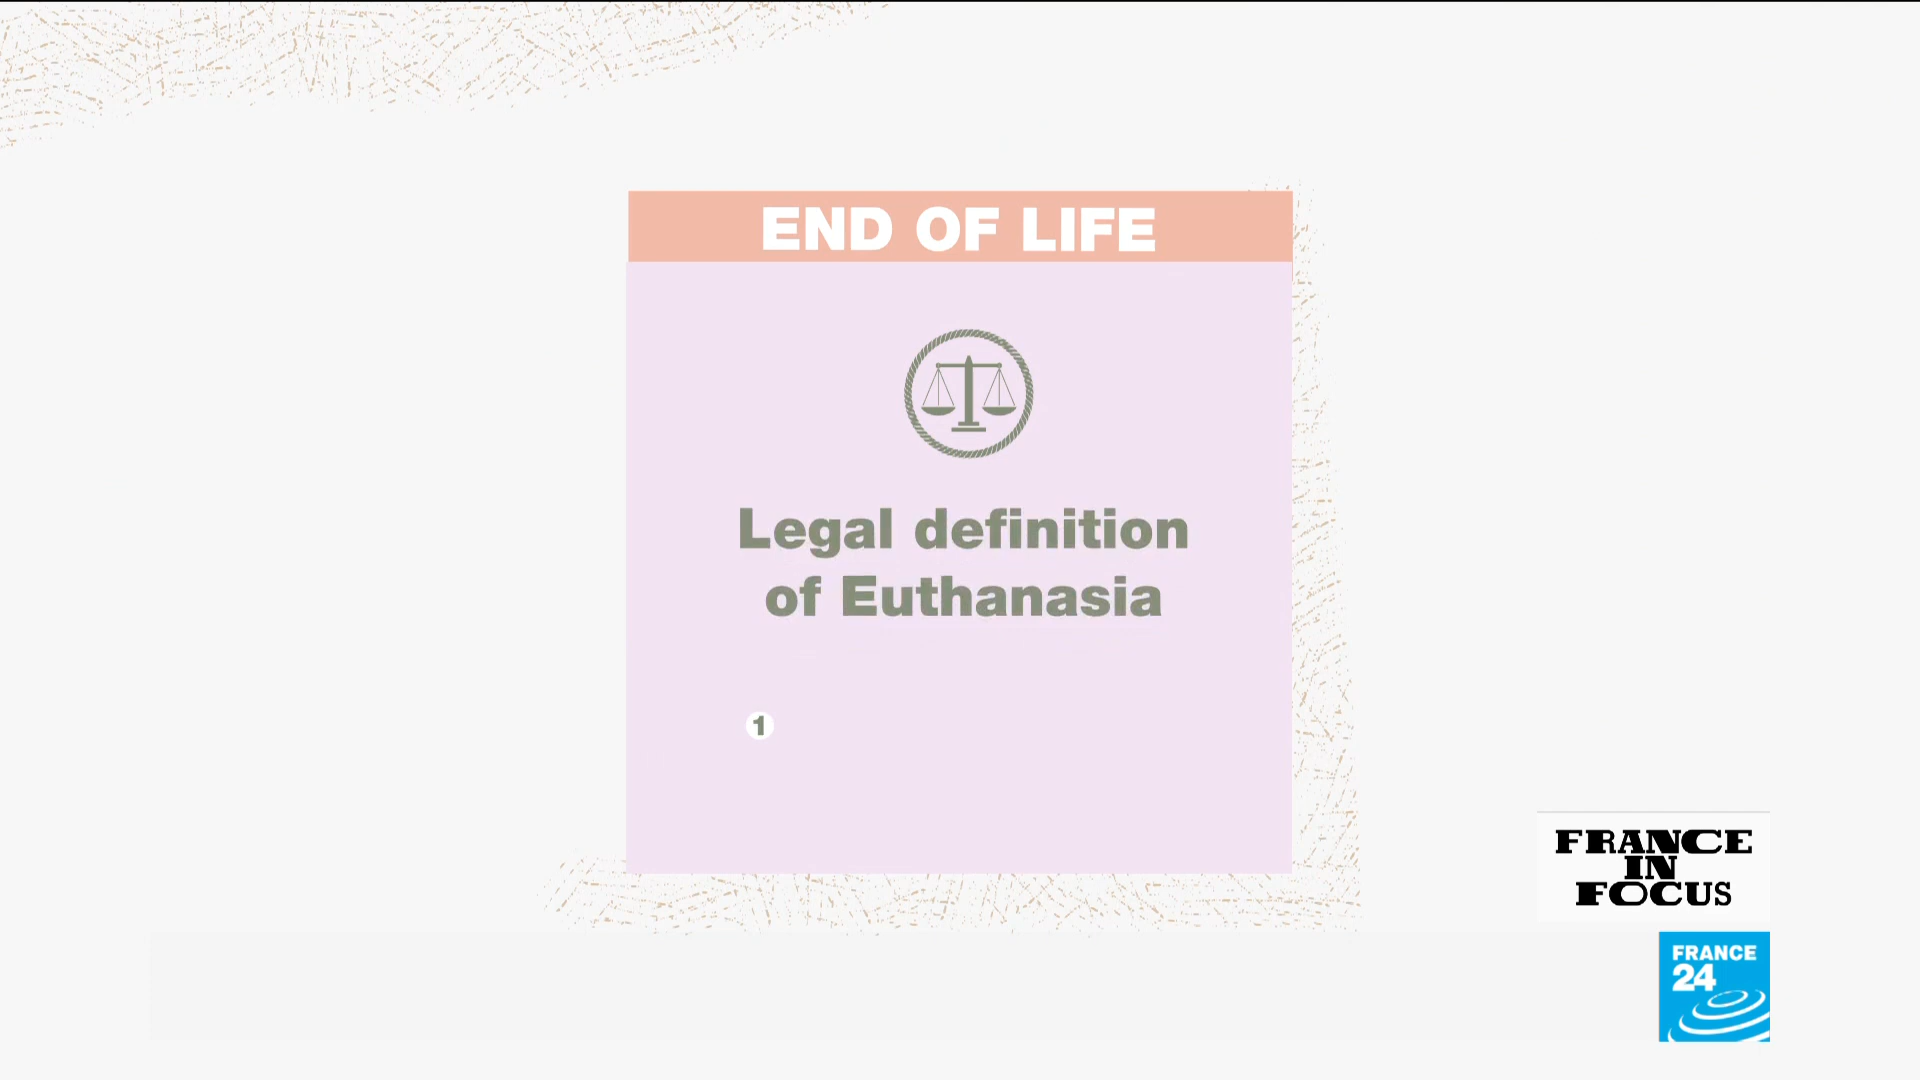 END OF LIFE
Legal definition
of Euthanasia
1
FRANCE
IN
FOCUS
FRANCE
24